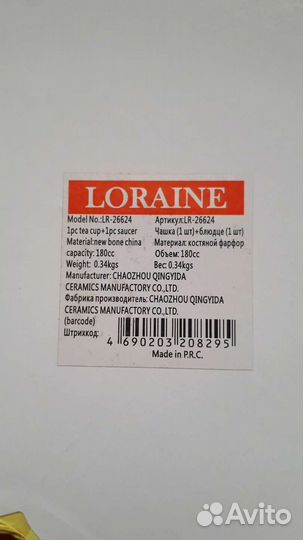 LORAINE
Model No.:LR-26624 Артикул:LR-26624
1pc tea cup+1pc saucer Чашка (1 шт)+блюдце (1 шт)
Material:new bone china Материал: костяной фарфор
capacity: 180cc Объем: 180сс
Weight: 0.34kgs Вес: 0.34kgs
Manufacturer: CHAOZHOU QINGYIDA
CERAMICS MANUFACTORY CO.,LTD.
Фабрика производитель: CHAOZHOU QINGYIDA
CERAMICS MANUFACTORY CO.,LTD.
(barcode)
Штрихкод:
4 690203 208295
Made in P.R.C.
Avito